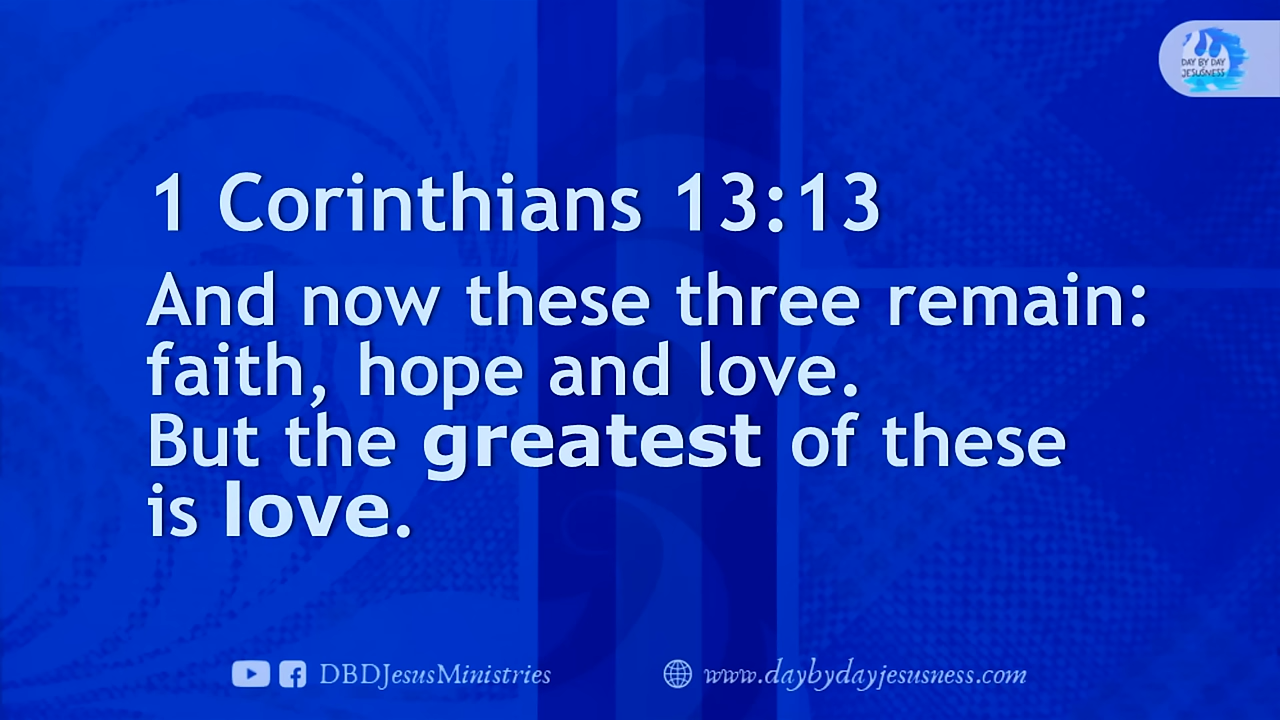 DAY BY DAY
JESUSNESS
1 Corinthians 13:13
And now these three remain:
faith, hope and love.
But the greatest of these
is love.
DBDJesusMinistries
www.daybydayjesusness.com